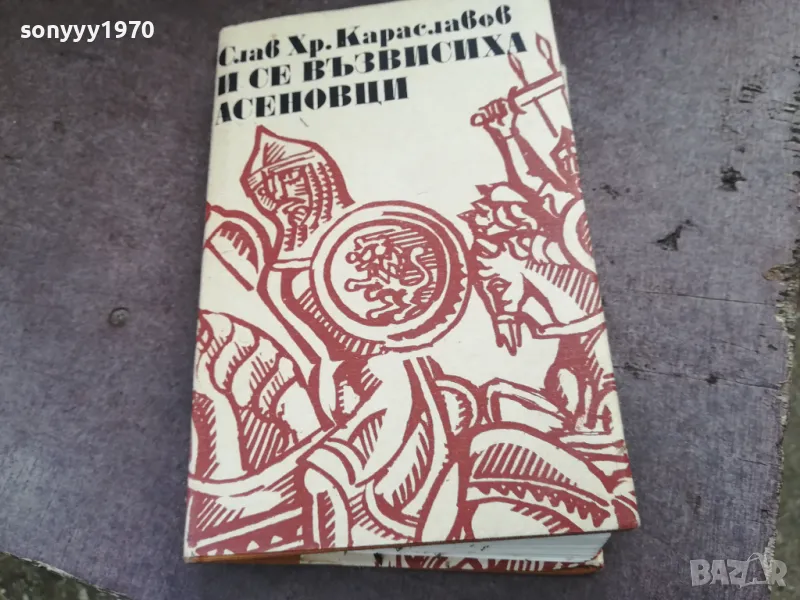 sonyyy1970
Слав Хр. Караславов
И СЕ ВЪЗВИСИХА
АСЕНОВЦИ
BAZAR